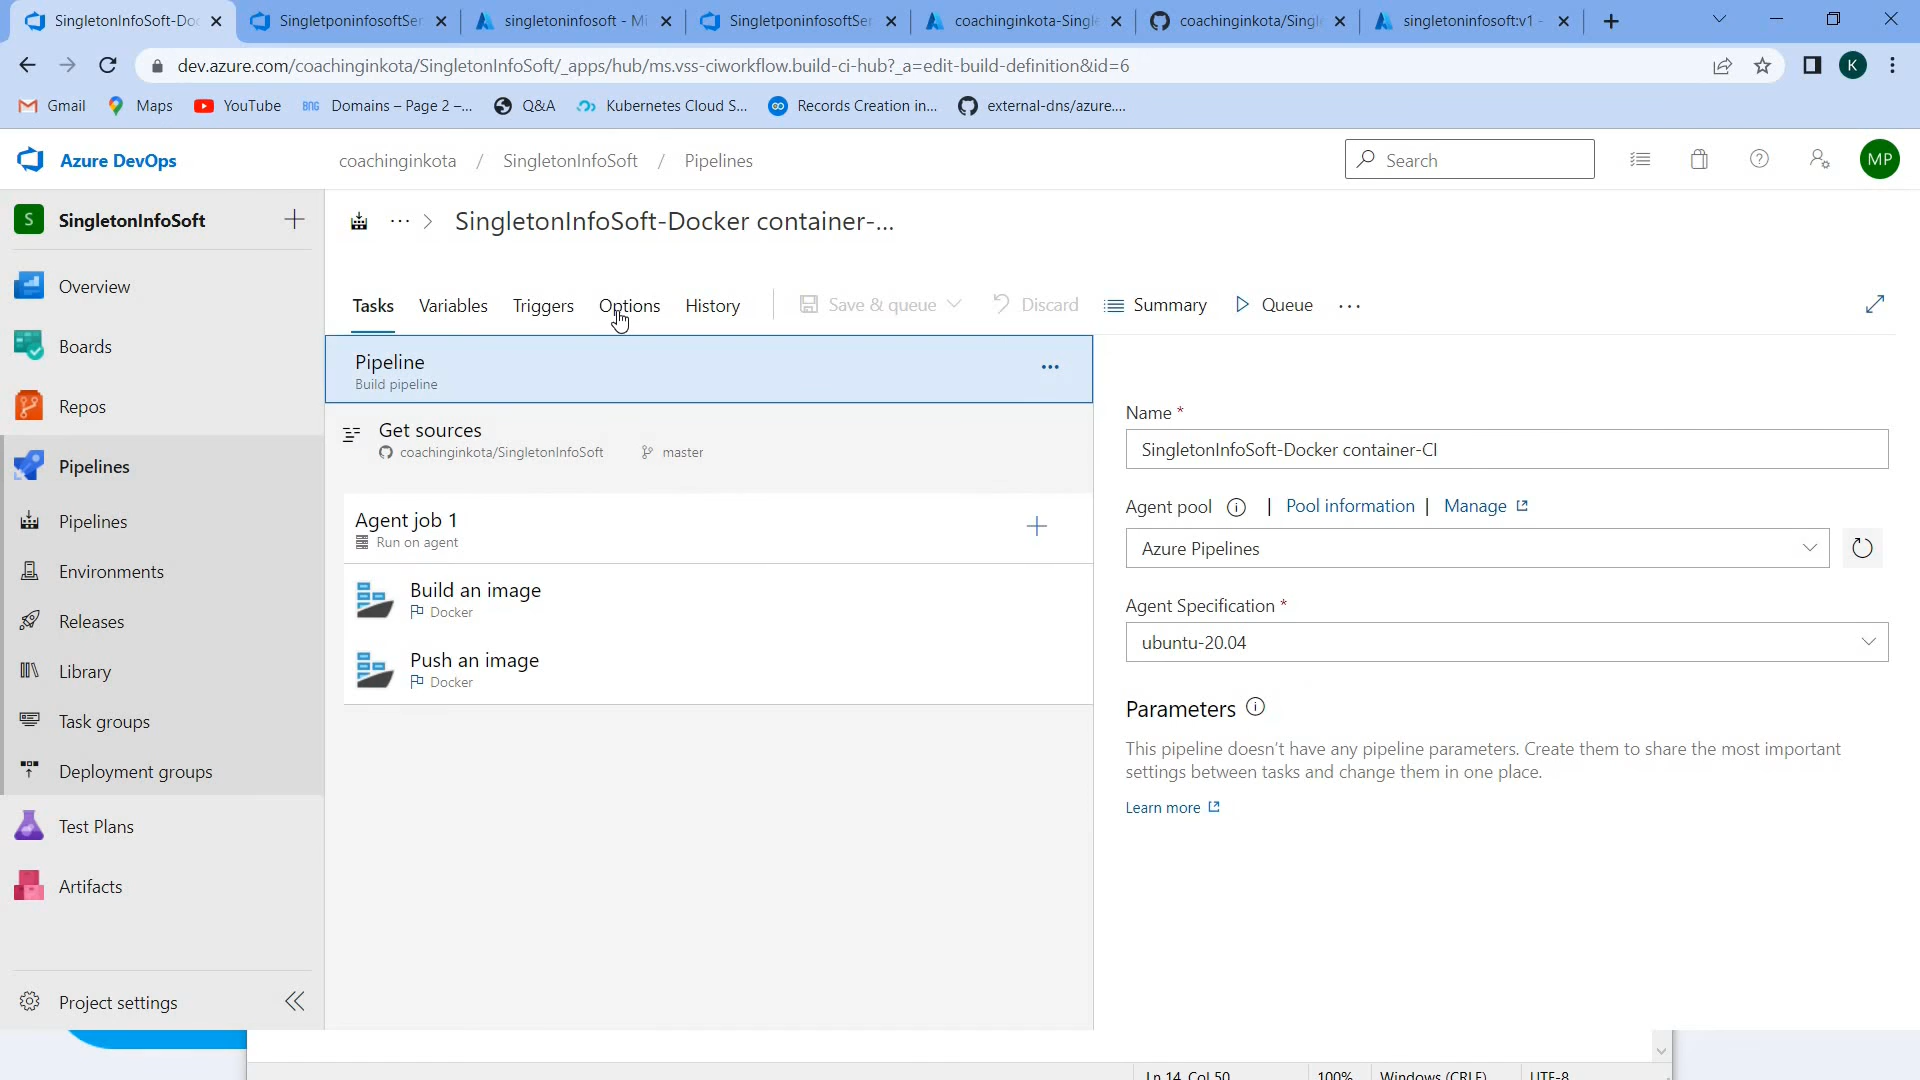 SingletonInfoSoft-Doc
SingletponinfosoftSer
singletoninfosoft - Mi
SingletponinfosoftSer
coachinginkota-Single
coachinginkota/Singl
singletoninfosoft:v1 -
dev.azure.com/coachinginkota/SingletonInfoSoft/_apps/hub/ms.vss-ciworkflow.build-ci-hub?_a=edit-build-definition&id=6
K
Gmail
Maps
YouTube
BNG Domains – Page 2 –...
Q&A
Kubernetes Cloud S...
Records Creation in...
external-dns/azure....
Azure DevOps
coachinginkota / SingletonInfoSoft / Pipelines
Search
MP
S SingletonInfoSoft
Overview
Boards
Repos
Pipelines
Pipelines
Environments
Releases
Library
Task groups
Deployment groups
Test Plans
Artifacts
Project settings
··· > SingletonInfoSoft-Docker container-...
Tasks Variables Triggers Options History
Save & queue Discard Summary Queue ···
Pipeline
Build pipeline
Get sources
coachinginkota/SingletonInfoSoft master
Agent job 1
Run on agent
Build an image
Docker
Push an image
Docker
Name *
SingletonInfoSoft-Docker container-CI
Agent pool | Pool information | Manage
Azure Pipelines
Agent Specification *
ubuntu-20.04
Parameters
This pipeline doesn't have any pipeline parameters. Create them to share the most important
settings between tasks and change them in one place.
Learn more
Ln 14, Col 50 100% Windows (CRLF) UTF-8